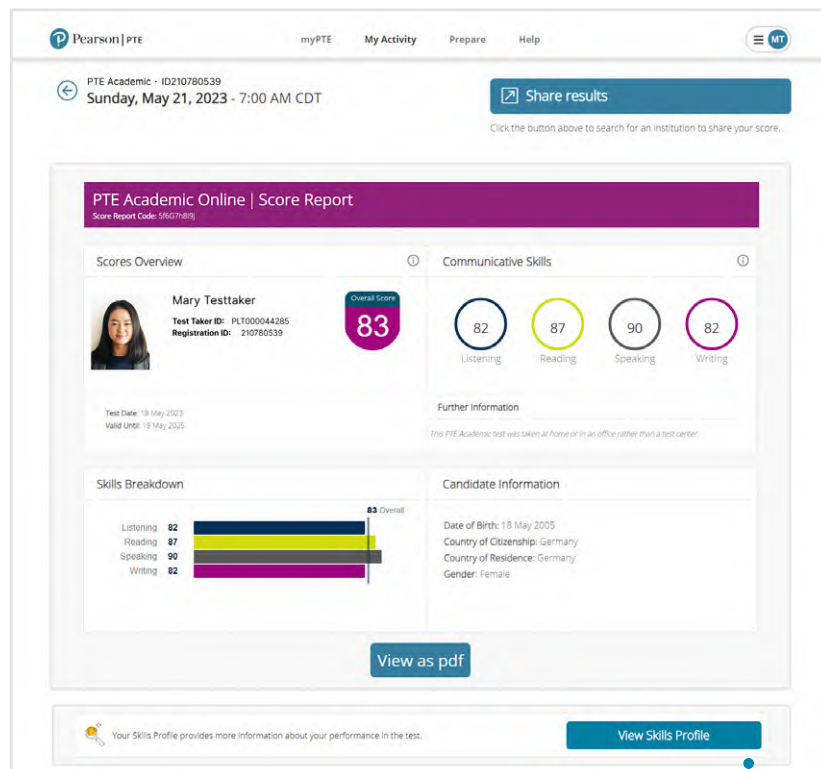 Pearson | PTE
myPTE
My Activity
Prepare
Help
MT
PTE Academic - ID210780539
Sunday, May 21, 2023 - 7:00 AM CDT
Share results
Click the button above to search for an institution to share your score.
PTE Academic Online | Score Report
Score Report Code: 5f6G7h8I9j
Scores Overview
Communicative Skills
Mary Testtaker
Test Taker ID: PLT000044285
Registration ID: 210780539
Overall Score
83
82
87
90
82
Listening
Reading
Speaking
Writing
Test Date: 18 May 2023
Valid Until: 18 May 2025
Further Information
This PTE Academic test was taken at home or in an office rather than a test center.
Skills Breakdown
83 Overall
Listening 82
Reading 87
Speaking 90
Writing 82
Candidate Information
Date of Birth: 18 May 2005
Country of Citizenship: Germany
Country of Residence: Germany
Gender: Female
View as pdf
Your Skills Profile provides more information about your performance in the test.
View Skills Profile